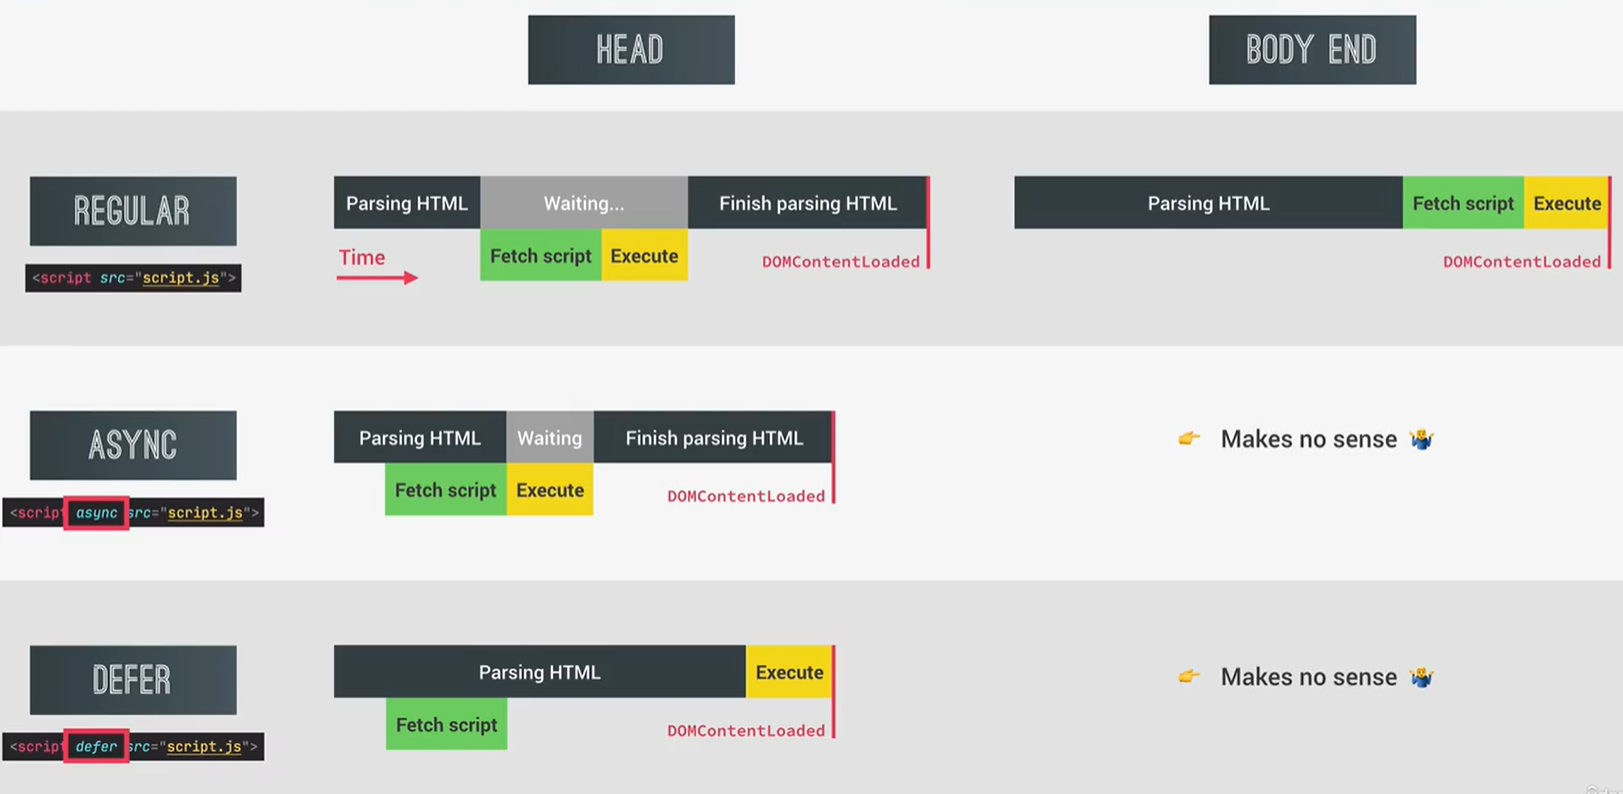 HEAD
BODY END
REGULAR
<script src="script.js">
Parsing HTML
Waiting...
Finish parsing HTML
Time
Fetch script
Execute
DOMContentLoaded
Parsing HTML
Fetch script
Execute
DOMContentLoaded
ASYNC
<script async src="script.js">
Parsing HTML
Waiting
Finish parsing HTML
Fetch script
Execute
DOMContentLoaded
👉 Makes no sense 🤷‍♂️
DEFER
<script defer src="script.js">
Parsing HTML
Execute
Fetch script
DOMContentLoaded
👉 Makes no sense 🤷‍♂️